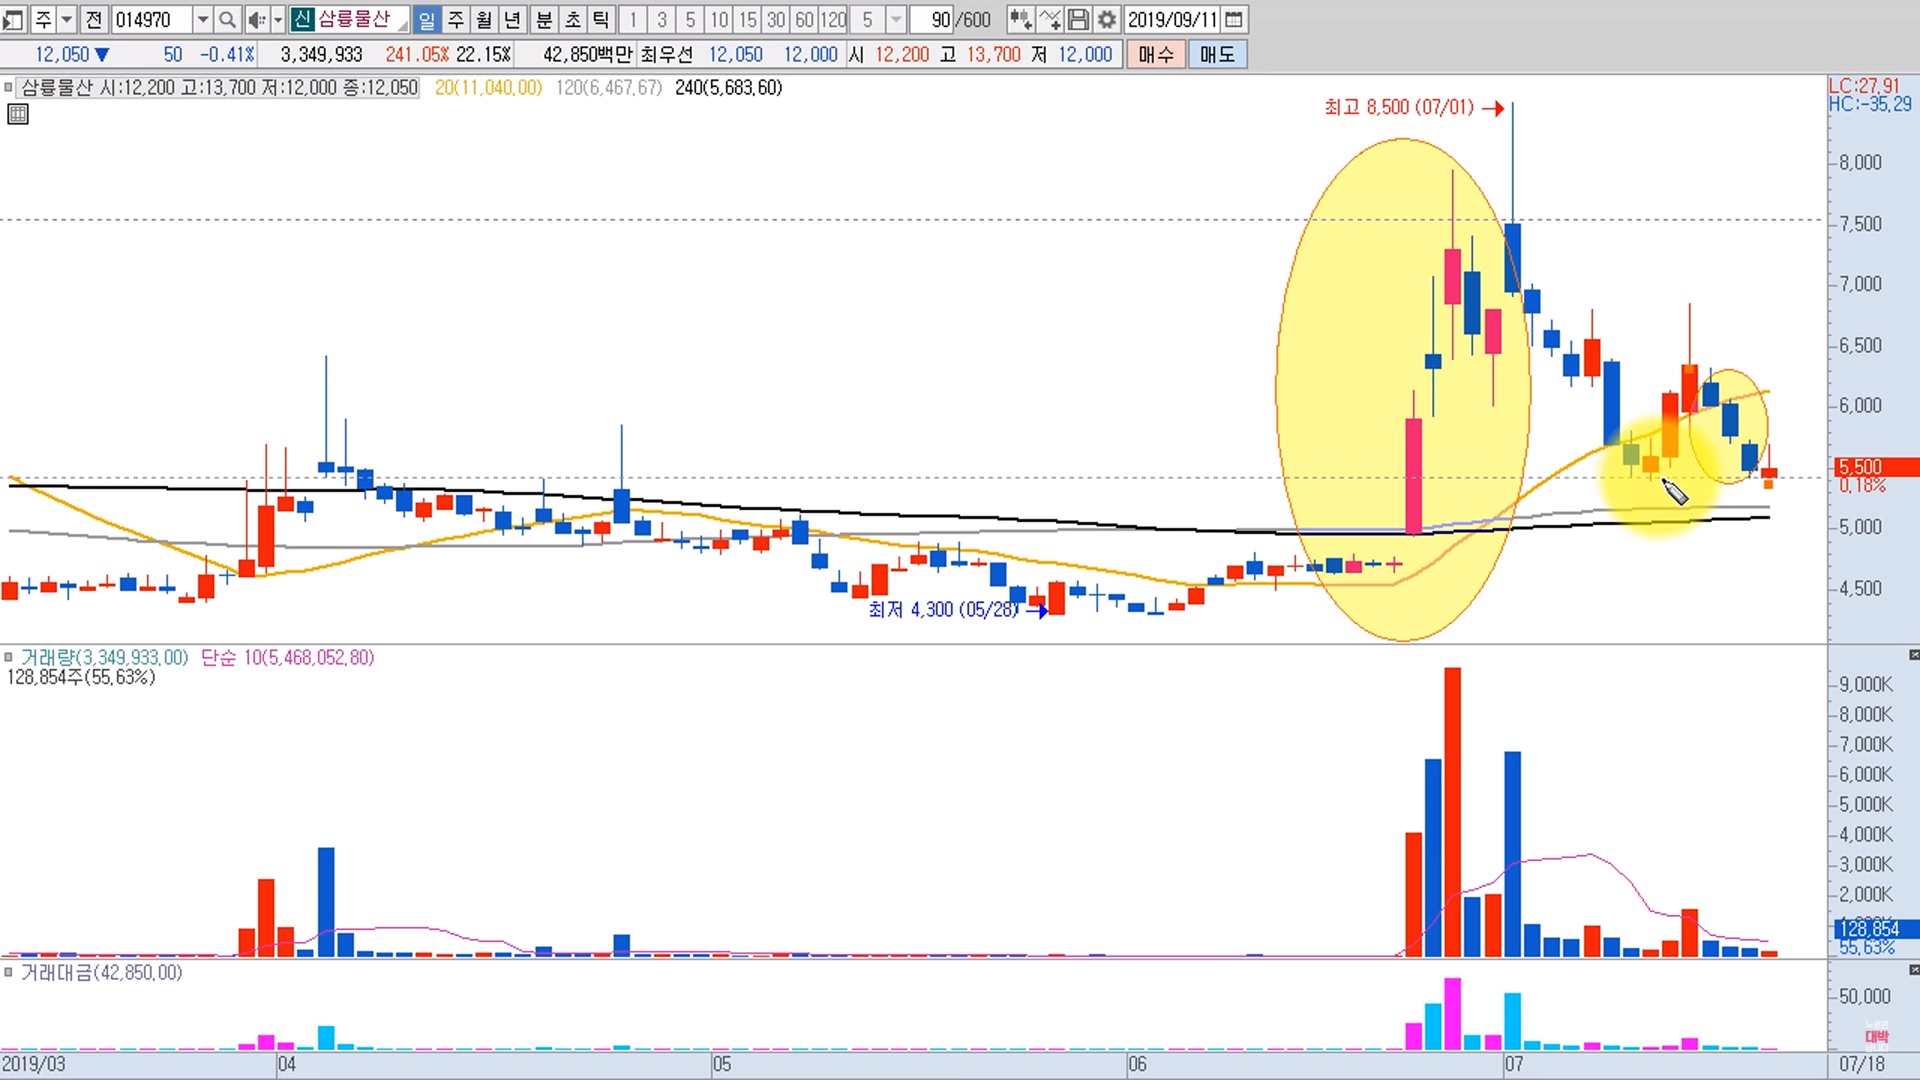 주 전 014970 신 삼륭물산 일 주 월 년 분 초 틱 1 3 5 10 15 30 60 120 5 90 /600 2019/09/11
12,050 ▼ 50 -0.41% 3,349,933 241.05% 22.15% 42,850백만 최우선 12,050 12,000 시 12,200 고 13,700 저 12,000 매수 매도
삼륭물산 시:12,200 고:13,700 저:12,000 종:12,050 20(11,040.00) 120(6,467.67) 240(5,683.60)
LC:27.91
HC:-35.29
최고 8,500 (07/01)
8,000
7,500
7,000
6,500
6,000
5,500
0.18%
5,000
4,500
최저 4,300 (05/28)
거래량(3,349,933.00) 단순 10(5,468,052.80)
128,854주(55.63%)
9,000K
8,000K
7,000K
6,000K
5,000K
4,000K
3,000K
2,000K
128,854
55.63%
거래대금(42,850.00)
50,000
대박
2019/03 04 05 06 07 07/18